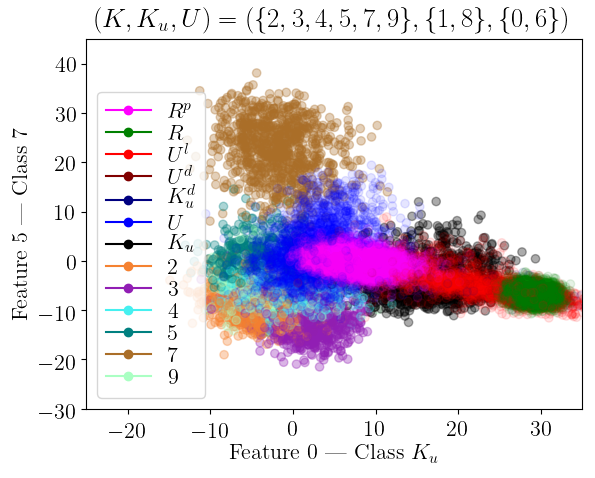 (K, K_u, U) = ({2, 3, 4, 5, 7, 9}, {1, 8}, {0, 6})
Feature 5 — Class 7
40
30
20
10
0
−10
−20
−30
R^p
R
U^l
U^d
K_u^d
U
K_u
2
3
4
5
7
9
−20 −10 0 10 20 30
Feature 0 — Class K_u